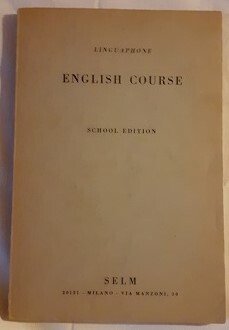 LINGUAPHONE
ENGLISH COURSE
SCHOOL EDITION
SELM
20121 - MILANO - VIA MANZONI, 38